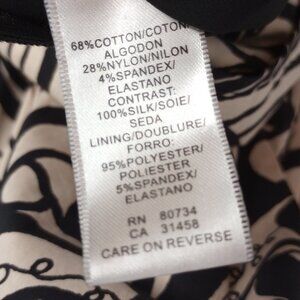 68%COTTON/COTON/
ALGODON
28%NYLON/NILON
4%SPANDEX/
ELASTANO
CONTRAST:
100%SILK/SOIE/
SEDA
LINING/DOUBLURE/
FORRO:
95%POLYESTER/
POLIESTER
5%SPANDEX/
ELASTANO
RN 80734
CA 31458
CARE ON REVERSE